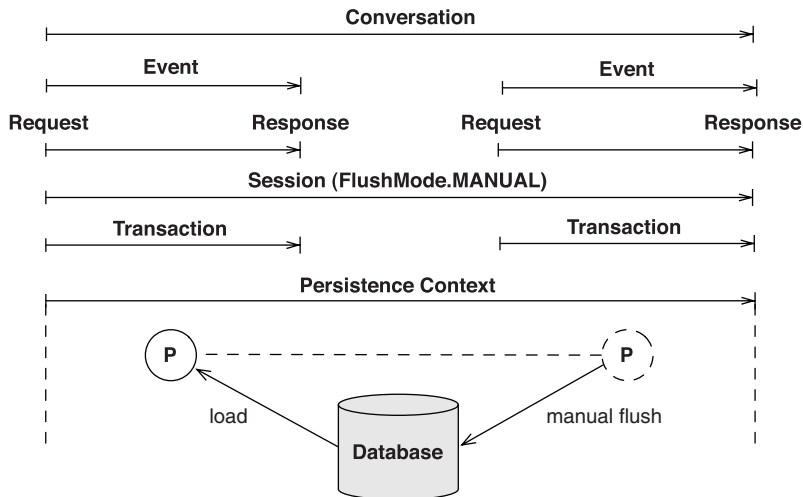 Conversation
Event
Event
Request
Response
Request
Response
Session (FlushMode.MANUAL)
Transaction
Transaction
Persistence Context
P
P
load
manual flush
Database